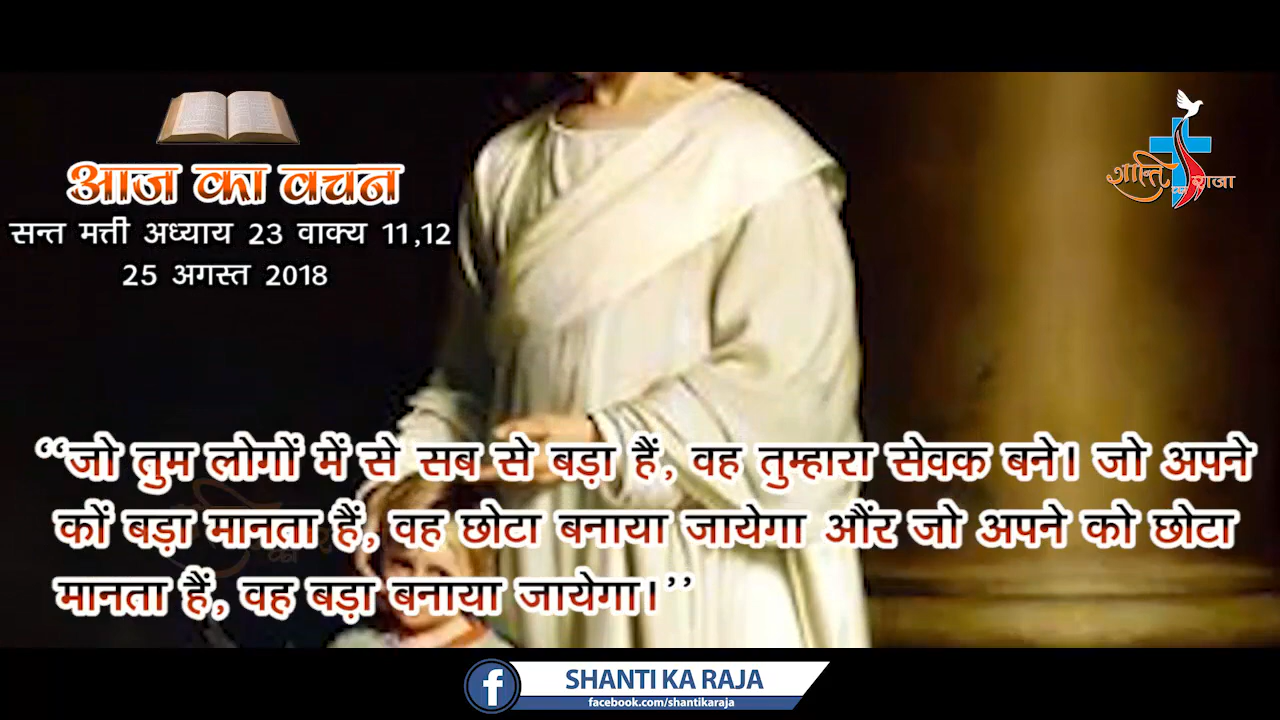 आज का वचन
सन्त मत्ती अध्याय 23 वाक्य 11,12
25 अगस्त 2018
शान्ति का राजा
“जो तुम लोगों में से सब से बड़ा हैं, वह तुम्हारा सेवक बने। जो अपने
कों बड़ा मानता हैं, वह छोटा बनाया जायेगा औंर जो अपने को छोटा
मानता हैं, वह बड़ा बनाया जायेगा।”
SHANTI KA RAJA
facebook.com/shantikaraja